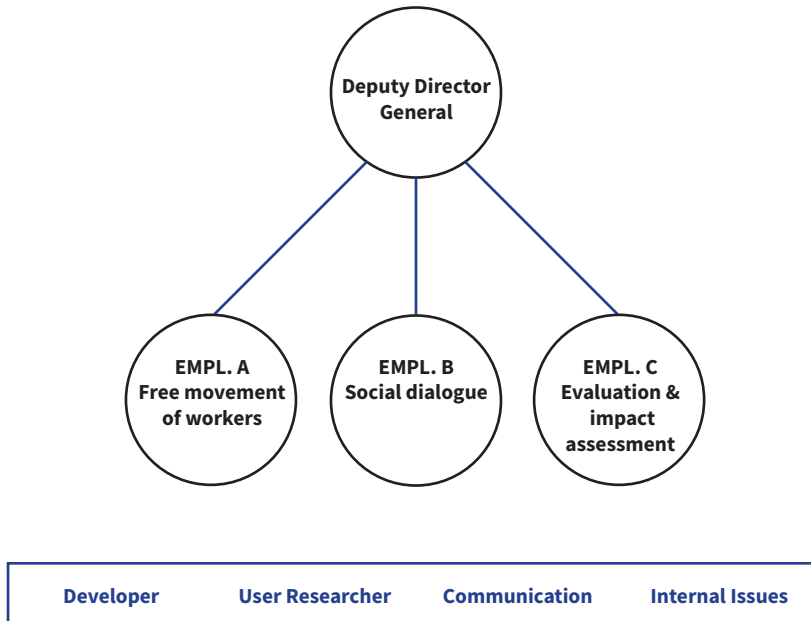 Deputy Director
General
EMPL. A
Free movement
of workers
EMPL. B
Social dialogue
EMPL. C
Evaluation &
impact
assessment
Developer User Researcher Communication Internal Issues